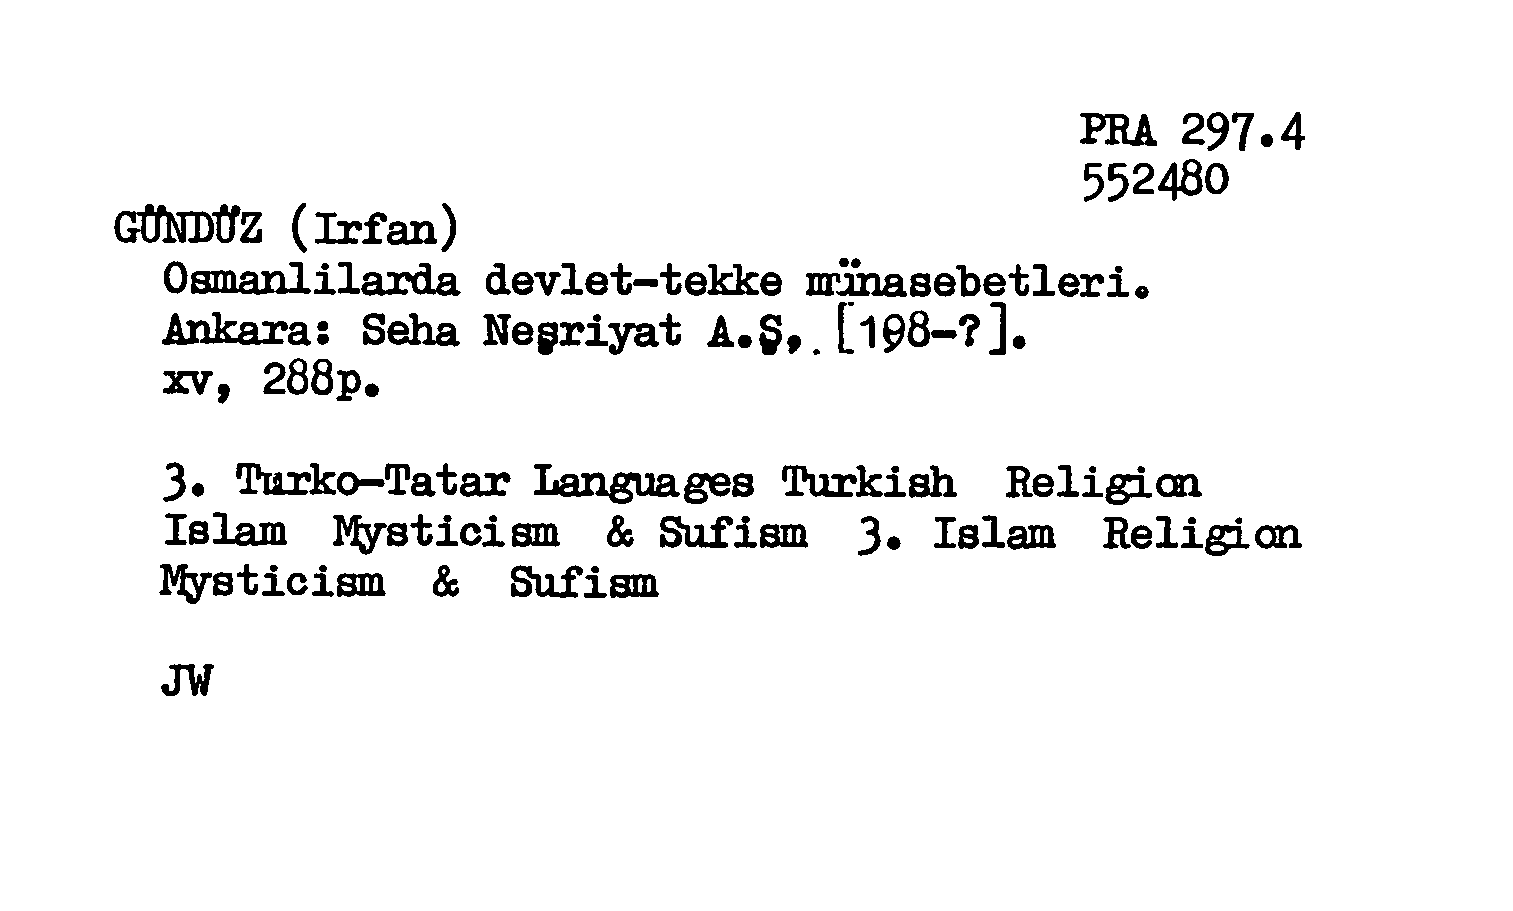 PRA 297.4
552480
GÜNDÜZ (Irfan)
Osmanlilarda devlet-tekke münasebetleri.
Ankara: Seha Neşriyat A.Ş,. [198-?].
xv, 288p.
3. Turko-Tatar Languages Turkish Religion
Islam Mysticism & Sufism 3. Islam Religion
Mysticism & Sufism
JW